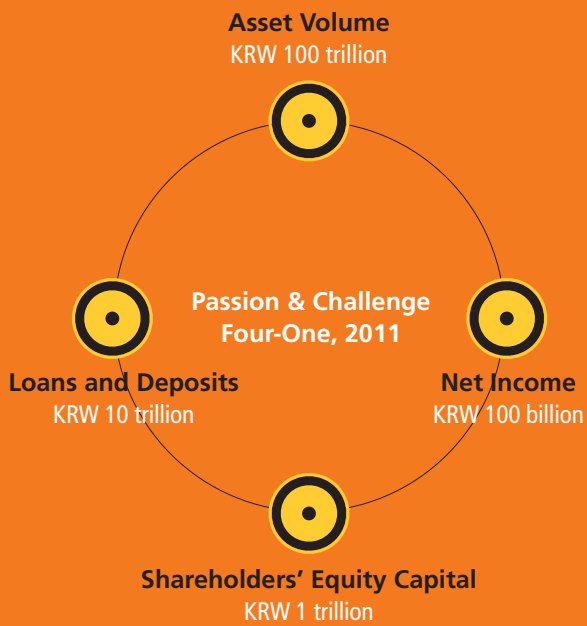 Asset Volume
KRW 100 trillion
Passion & Challenge
Four-One, 2011
Loans and Deposits
KRW 10 trillion
Net Income
KRW 100 billion
Shareholders’ Equity Capital
KRW 1 trillion